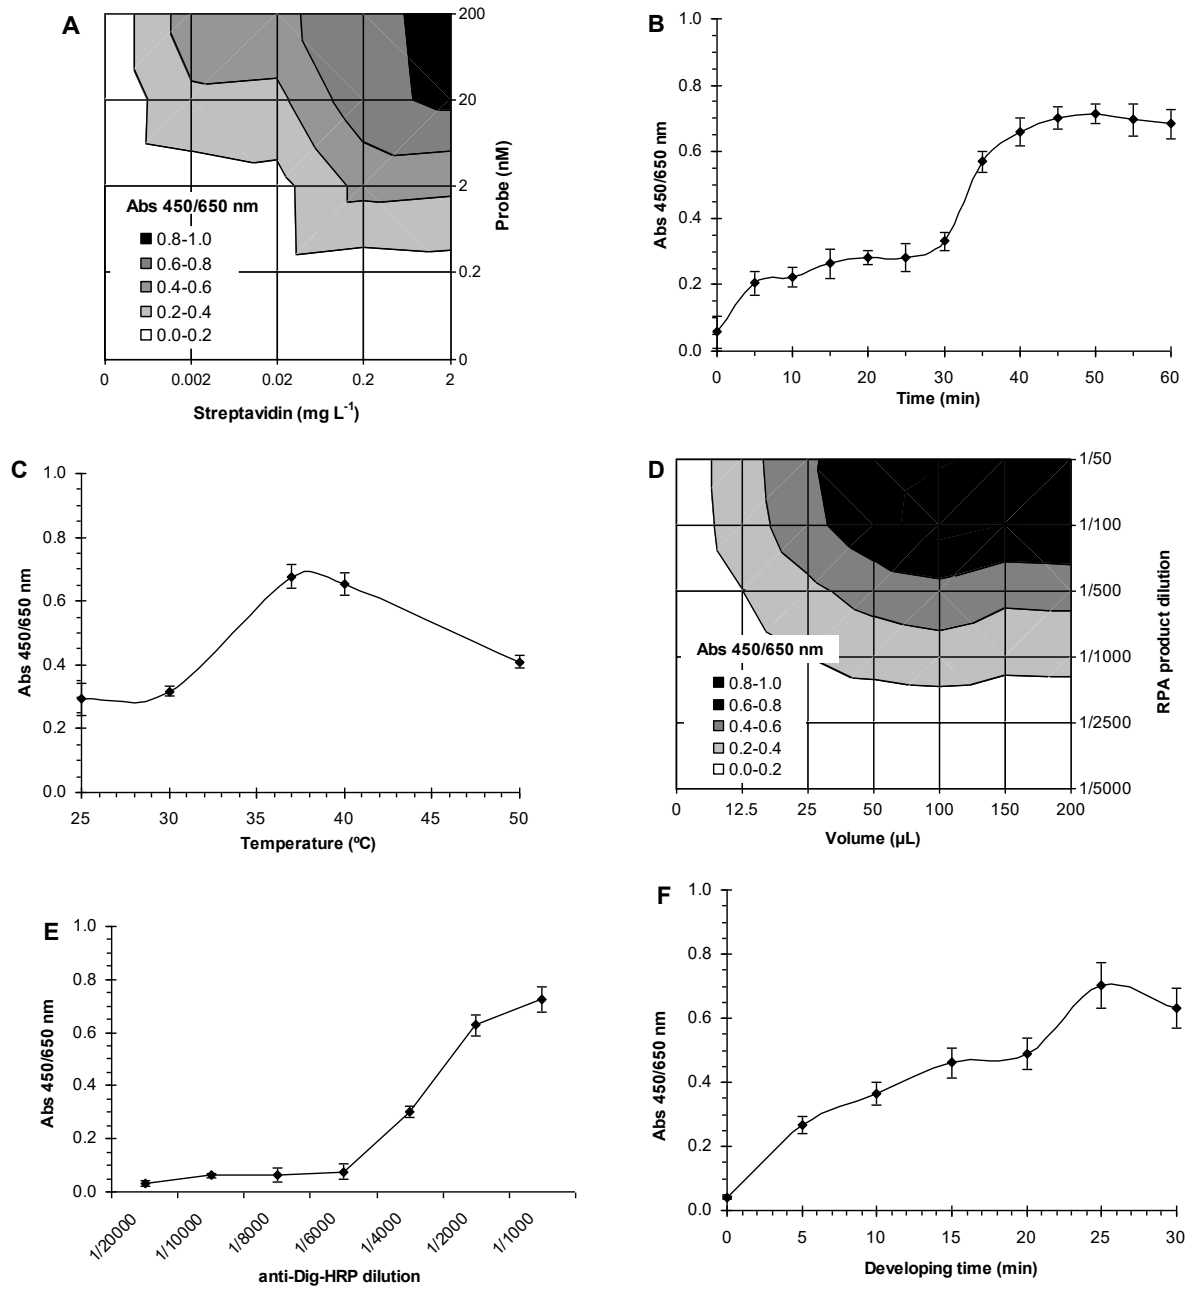 A
200
20
2
0.2
0
Probe (nM)
Abs 450/650 nm
0.8-1.0
0.6-0.8
0.4-0.6
0.2-0.4
0.0-0.2
0 0.002 0.02 0.2 2
Streptavidin (mg L-1)
B
1.0
0.8
0.6
0.4
0.2
0.0
Abs 450/650 nm
0 10 20 30 40 50 60
Time (min)
C
1.0
0.8
0.6
0.4
0.2
0.0
Abs 450/650 nm
25 30 35 40 45 50
Temperature (ºC)
D
1/50
1/100
1/500
1/1000
1/2500
1/5000
RPA product dilution
Abs 450/650 nm
0.8-1.0
0.6-0.8
0.4-0.6
0.2-0.4
0.0-0.2
0 12.5 25 50 100 150 200
Volume (µL)
E
1.0
0.8
0.6
0.4
0.2
0.0
Abs 450/650 nm
1/20000 1/10000 1/8000 1/6000 1/4000 1/2000 1/1000
anti-Dig-HRP dilution
F
1.0
0.8
0.6
0.4
0.2
0.0
Abs 450/650 nm
0 5 10 15 20 25 30
Developing time (min)